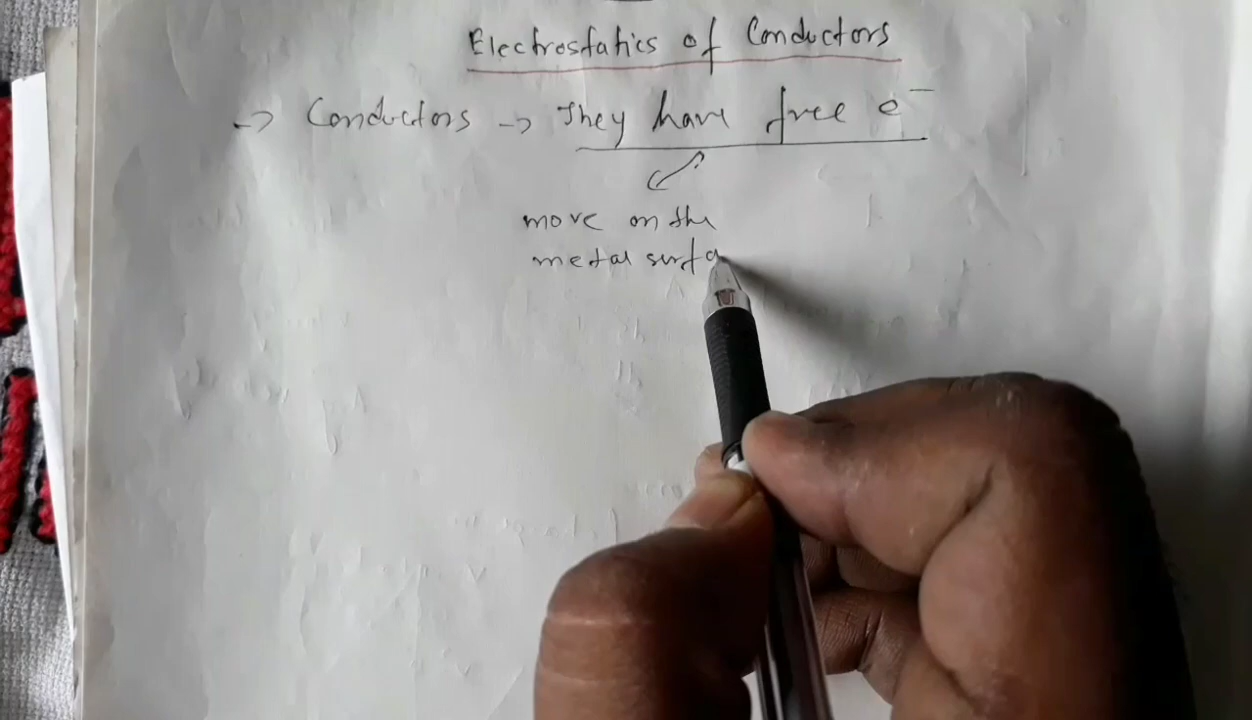 Electrostatics of Conductors
-> Conductors -> They have free e⁻
move on the
metal surfa